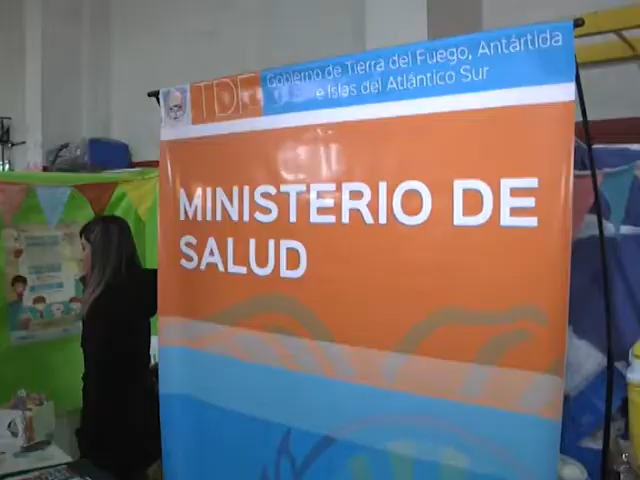 TDF
Gobierno de Tierra del Fuego, Antártida
e Islas del Atlántico Sur
MINISTERIO DE
SALUD